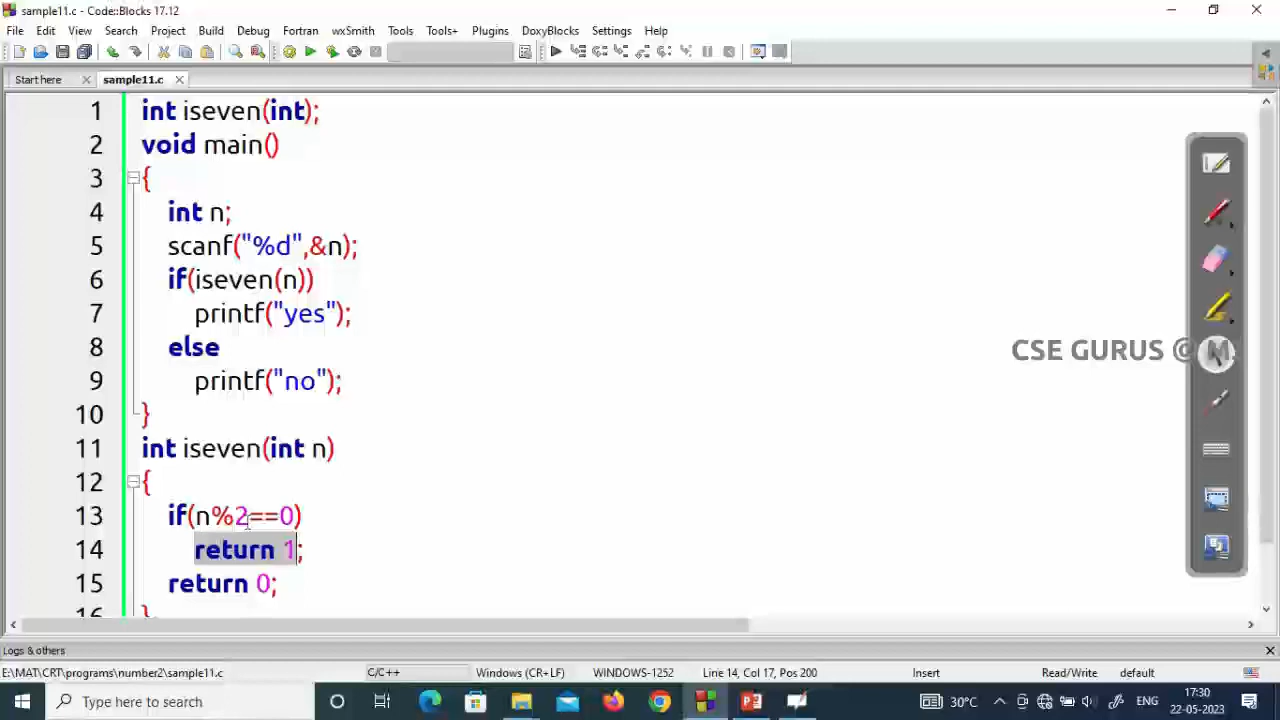 sample11.c - Code::Blocks 17.12
File Edit View Search Project Build Debug Fortran wxSmith Tools Tools+ Plugins DoxyBlocks Settings Help
Start here sample11.c
1 int iseven(int);
2 void main()
3 {
4 int n;
5 scanf("%d",&n);
6 if(iseven(n))
7 printf("yes");
8 else
9 printf("no");
10 }
11 int iseven(int n)
12 {
13 if(n%2==0)
14 return 1;
15 return 0;
16 }
CSE GURUS @ M
Logs & others
E:\MAT\CRT\programs\number2\sample11.c C/C++ Windows (CR+LF) WINDOWS-1252 Line 14, Col 17, Pos 200 Insert Read/Write default
Type here to search 30°C ENG 17:30
22-05-2023